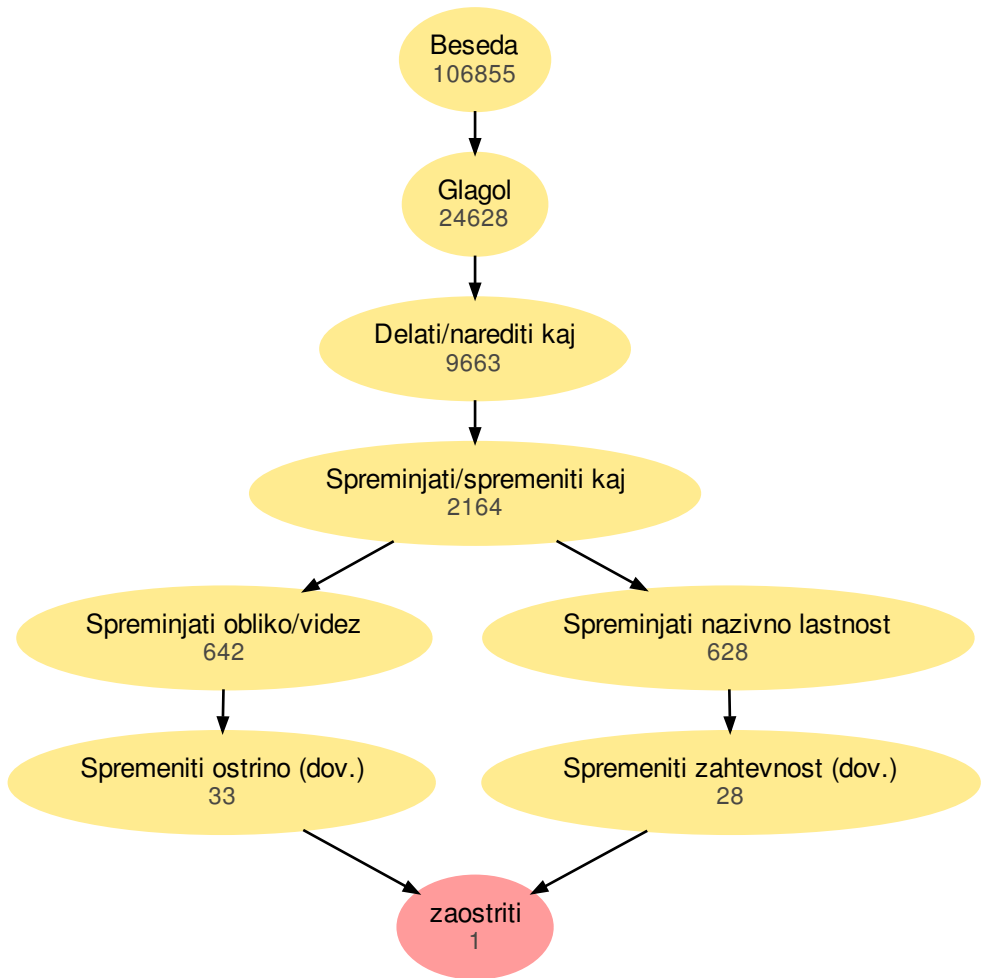 Beseda
106855
Glagol
24628
Delati/narediti kaj
9663
Spreminjati/spremeniti kaj
2164
Spreminjati obliko/videz
642
Spreminjati nazivno lastnost
628
Spremeniti ostrino (dov.)
33
Spremeniti zahtevnost (dov.)
28
zaostriti
1